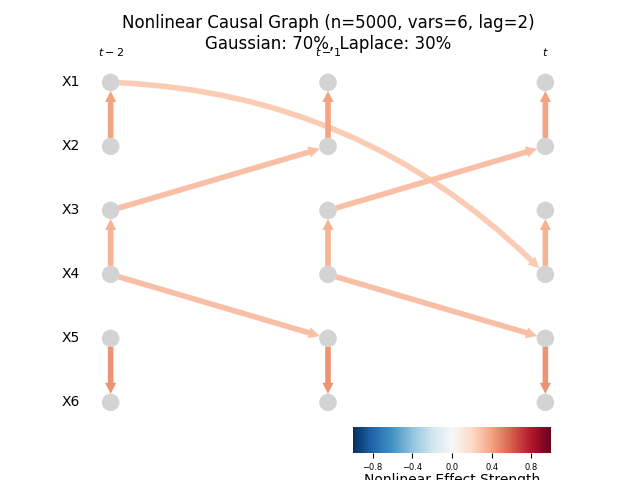 Nonlinear Causal Graph (n=5000, vars=6, lag=2)
Gaussian: 70%, Laplace: 30%
t − 2
t − 1
t
X1
X2
X3
X4
X5
X6
−0.8 −0.4 0.0 0.4 0.8
Nonlinear Effect Strength